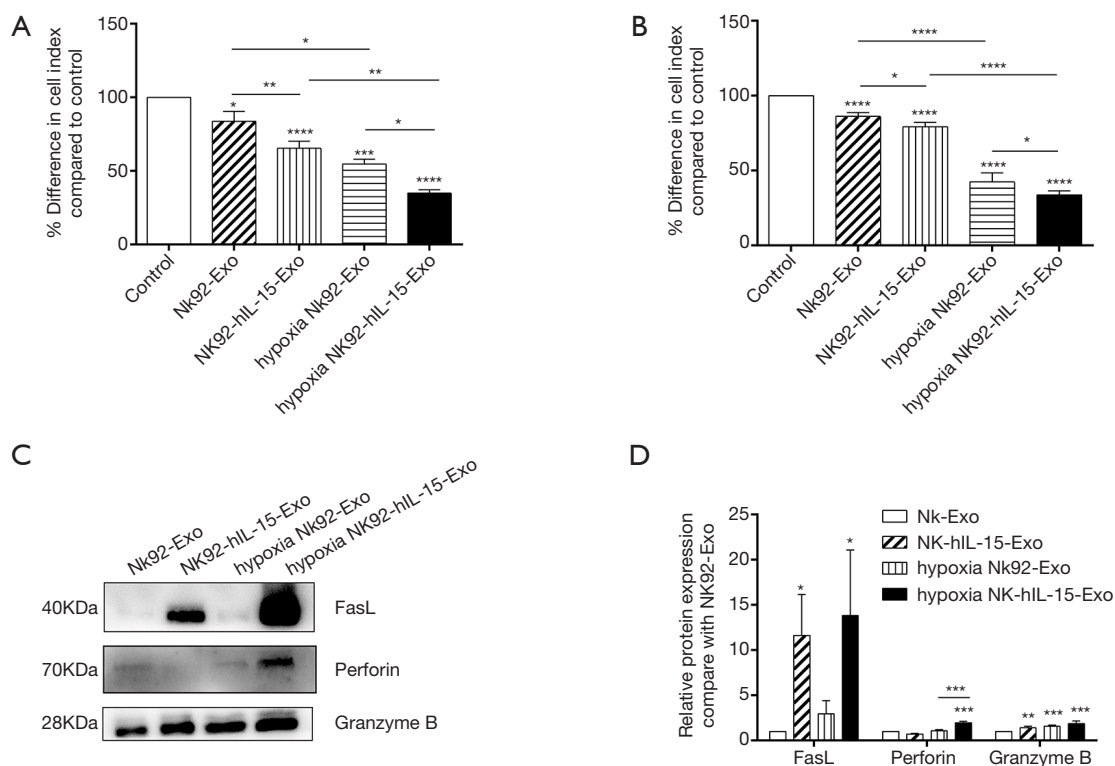 A
% Difference in cell index
compared to control
150
100
50
0
*
**
**
*
*
****
***
****
Control
Nk92-Exo
NK92-hIL-15-Exo
hypoxia Nk92-Exo
hypoxia NK92-hIL-15-Exo
B
% Difference in cell index
compared to control
150
100
50
0
****
*
****
*
****
****
****
****
Control
Nk92-Exo
NK92-hIL-15-Exo
hypoxia Nk92-Exo
hypoxia NK92-hIL-15-Exo
C
Nk92-Exo
NK92-hIL-15-Exo
hypoxia Nk92-Exo
hypoxia NK92-hIL-15-Exo
40KDa FasL
70KDa Perforin
28KDa Granzyme B
D
Relative protein expression
compare with NK92-Exo
25
20
15
10
5
0
Nk-Exo
NK-hIL-15-Exo
hypoxia Nk92-Exo
hypoxia NK-hIL-15-Exo
*
*
***
***
**
***
***
FasL Perforin Granzyme B